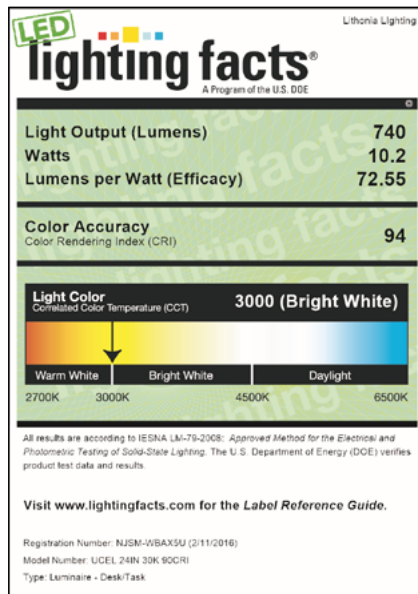 Lithonia Lighting
LED
lighting facts®
A Program of the U.S. DOE
Light Output (Lumens) 740
Watts 10.2
Lumens per Watt (Efficacy) 72.55
Color Accuracy
Color Rendering Index (CRI) 94
Light Color
Correlated Color Temperature (CCT) 3000 (Bright White)
Warm White Bright White Daylight
2700K 3000K 4500K 6500K
All results are according to IESNA LM-79-2008: Approved Method for the Electrical and
Photometric Testing of Solid-State Lighting. The U.S. Department of Energy (DOE) verifies
product test data and results.
Visit www.lightingfacts.com for the Label Reference Guide.
Registration Number: NJSM-WBAX5U (2/11/2016)
Model Number: UCEL 24IN 30K 90CRI
Type: Luminaire - Desk/Task